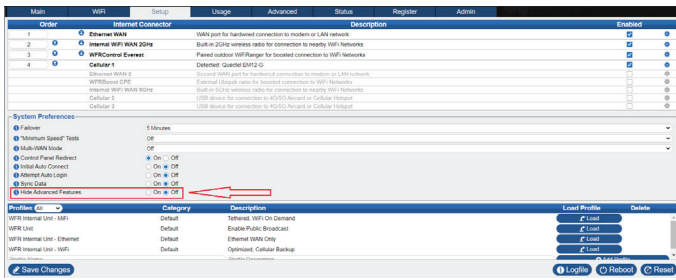 Main WiFi Setup Usage Advanced Status Register Admin
Order Internet Connector Description Enabled
1 Ethernet WAN WAN port for hardwired connection to modem or LAN network
2 Internal WiFi WAN 2GHz Built-in 2GHz wireless radio for connection to nearby WiFi Networks
3 WFRControl Everest Paired outdoor WiFiRanger for boosted connection to WiFi Networks
4 Cellular 1 Detected: Quectel EM12-G
Ethernet WAN 2 Second WAN port for hardwired connection to modem or LAN network
WFRBoost CPE External Ubiquiti radio for boosted connection to WiFi Networks
Internal WiFi WAN 5GHz Built-in 5GHz wireless radio for connection to nearby WiFi Networks
Cellular 2 USB device for connection to 4G/5G Aircard or Cellular Hotspot
Cellular 3 USB device for connection to 4G/5G Aircard or Cellular Hotspot
System Preferences
Failover 5 Minutes
"Minimum Speed" Tests Off
Multi-WAN Mode Off
Control Panel Redirect On Off
Initial Auto Connect On Off
Attempt Auto Login On Off
Sync Data On Off
Hide Advanced Features On Off
Profiles All Category Description Load Profile Delete
WFR Internal Unit - MiFi Default Tethered, WiFi On Demand Load
WFR Unit Default Enable Public Broadcast Load
WFR Internal Unit - Ethernet Default Ethernet WAN Only Load
WFR Internal Unit - WiFi Default Optimized, Cellular Backup Load
Save Changes Logfile Reboot Reset